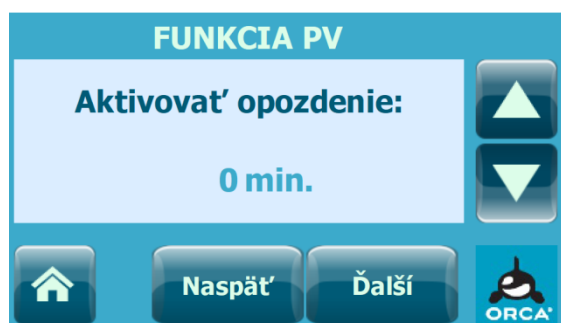 FUNKCIA PV
Aktivovať opozdenie:
0 min.
Naspäť
Ďalší
ORCA®